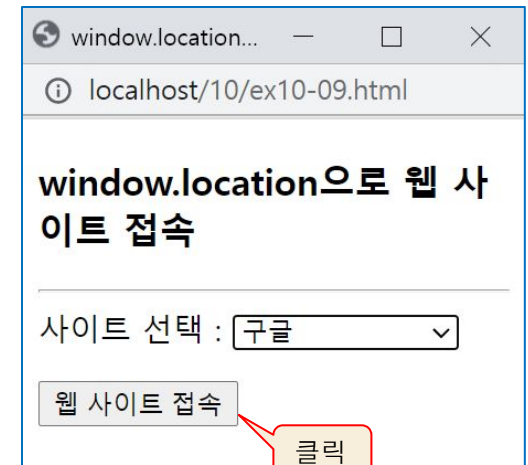 window.location...
localhost/10/ex10-09.html
window.location으로 웹 사
이트 접속
사이트 선택 : 구글
웹 사이트 접속
클릭